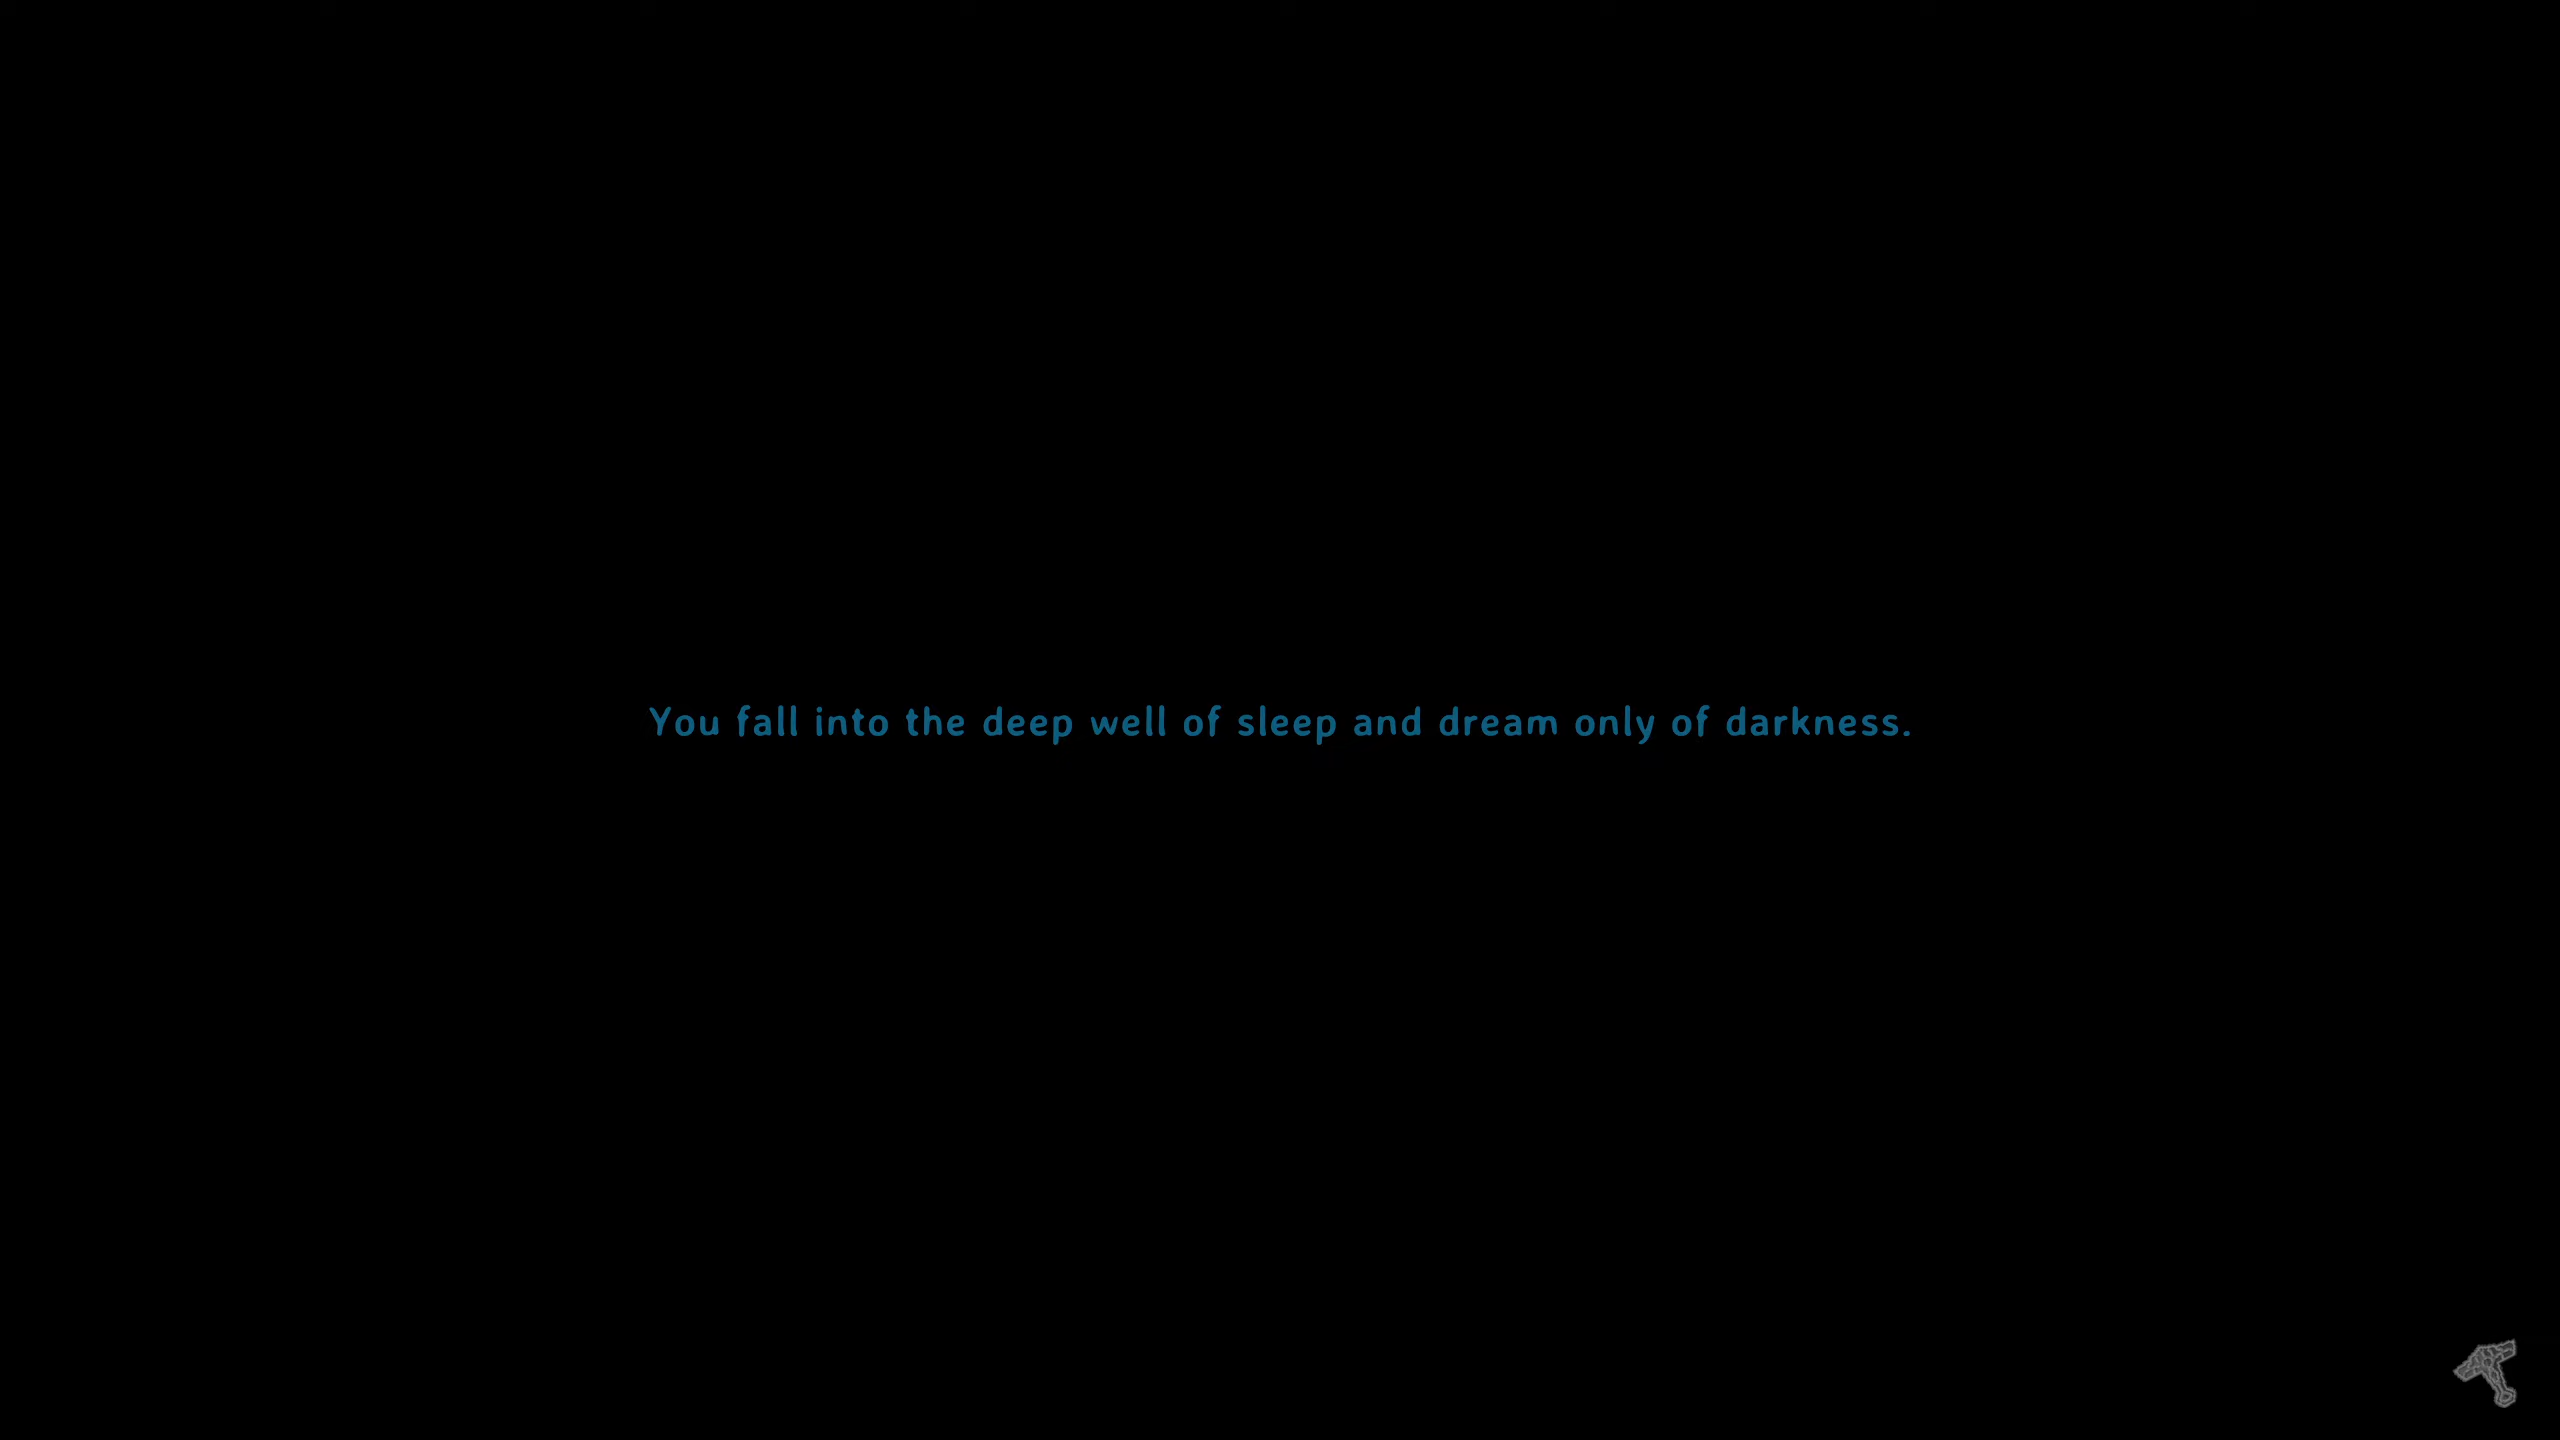 You fall into the deep well of sleep and dream only of darkness.